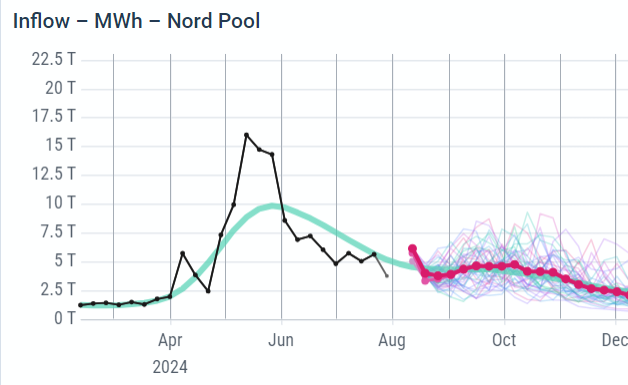 Inflow – MWh – Nord Pool
22.5 T
20 T
17.5 T
15 T
12.5 T
10 T
7.5 T
5 T
2.5 T
0 T
Apr Jun Aug Oct Dec
2024